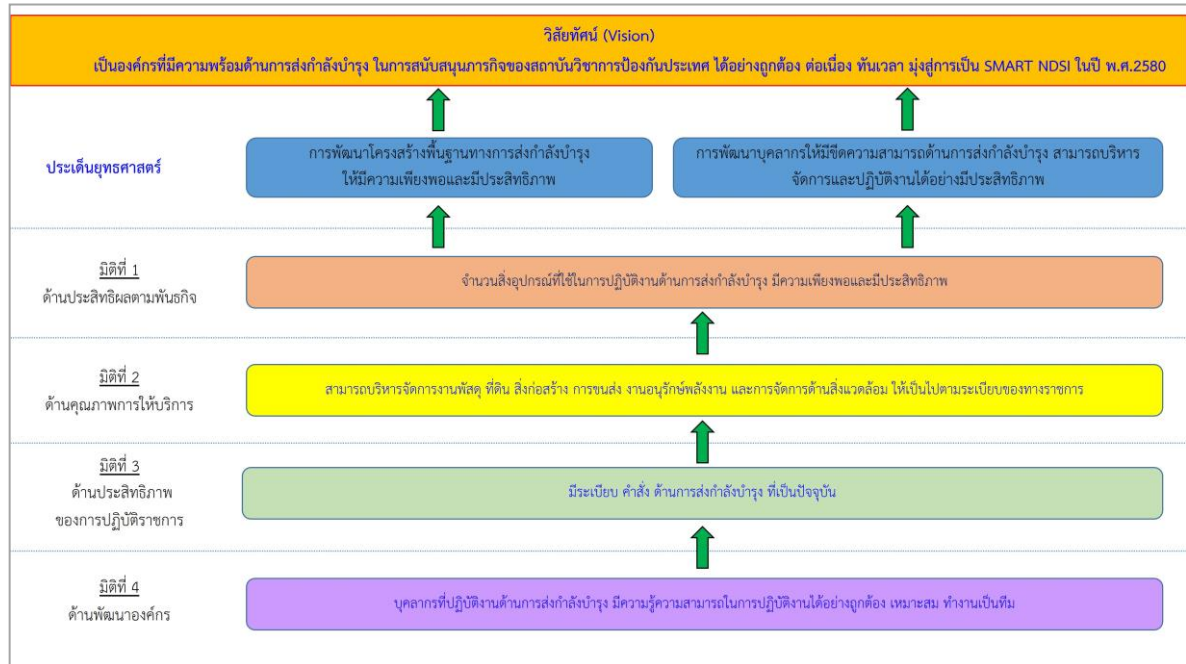 วิสัยทัศน์ (Vision)
เป็นองค์กรที่มีความพร้อมด้านการส่งกำลังบำรุง ในการสนับสนุนภารกิจของสถาบันวิชาการป้องกันประเทศ ได้อย่างถูกต้อง ต่อเนื่อง ทันเวลา มุ่งสู่การเป็น SMART NDSI ในปี พ.ศ.2580
ประเด็นยุทธศาสตร์
การพัฒนาโครงสร้างพื้นฐานทางการส่งกำลังบำรุง
ให้มีความเพียงพอและมีประสิทธิภาพ
การพัฒนาบุคลากรให้มีขีดความสามารถด้านการส่งกำลังบำรุง สามารถบริหาร
จัดการและปฏิบัติงานได้อย่างมีประสิทธิภาพ
มิติที่ 1
ด้านประสิทธิผลตามพันธกิจ
จำนวนสิ่งอุปกรณ์ที่ใช้ในการปฏิบัติงานด้านการส่งกำลังบำรุง มีความเพียงพอและมีประสิทธิภาพ
มิติที่ 2
ด้านคุณภาพการให้บริการ
สามารถบริหารจัดการงานพัสดุ ที่ดิน สิ่งก่อสร้าง การขนส่ง งานอนุรักษ์พลังงาน และการจัดการด้านสิ่งแวดล้อม ให้เป็นไปตามระเบียบของทางราชการ
มิติที่ 3
ด้านประสิทธิภาพ
ของการปฏิบัติราชการ
มีระเบียบ คำสั่ง ด้านการส่งกำลังบำรุง ที่เป็นปัจจุบัน
มิติที่ 4
ด้านพัฒนาองค์กร
บุคลากรที่ปฏิบัติงานด้านการส่งกำลังบำรุง มีความรู้ความสามารถในการปฏิบัติงานได้อย่างถูกต้อง เหมาะสม ทำงานเป็นทีม